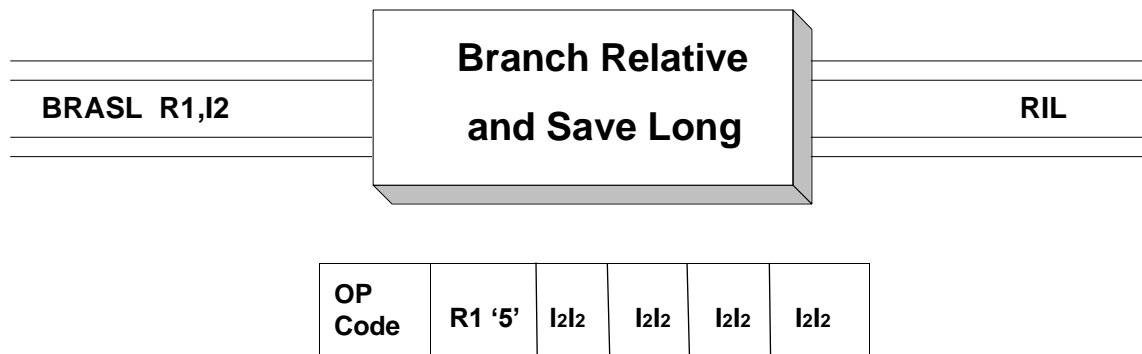 Branch Relative
and Save Long
BRASL R1,I2
RIL
OP
Code
R1 ‘5’
I2I2
I2I2
I2I2
I2I2